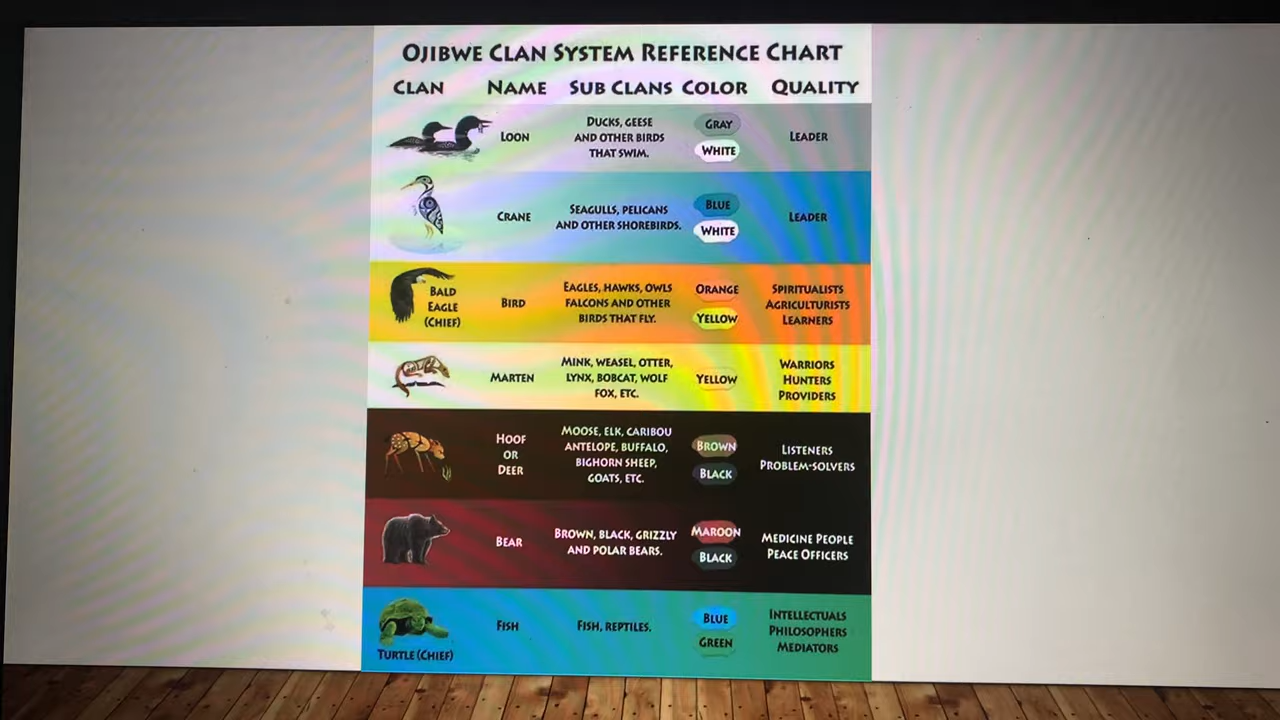 OJIBWE CLAN SYSTEM REFERENCE CHART
CLAN NAME SUB CLANS COLOR QUALITY
LOON
DUCKS, GEESE
AND OTHER BIRDS
THAT SWIM.
GRAY
WHITE
LEADER
CRANE
SEAGULLS, PELICANS
AND OTHER SHOREBIRDS.
BLUE
WHITE
LEADER
BALD
EAGLE
(CHIEF)
BIRD
EAGLES, HAWKS, OWLS
FALCONS AND OTHER
BIRDS THAT FLY.
ORANGE
YELLOW
SPIRITUALISTS
AGRICULTURISTS
LEARNERS
MARTEN
MINK, WEASEL, OTTER,
LYNX, BOBCAT, WOLF
FOX, ETC.
YELLOW
WARRIORS
HUNTERS
PROVIDERS
HOOF
OR
DEER
MOOSE, ELK, CARIBOU
ANTELOPE, BUFFALO,
BIGHORN SHEEP,
GOATS, ETC.
BROWN
BLACK
LISTENERS
PROBLEM-SOLVERS
BEAR
BROWN, BLACK, GRIZZLY
AND POLAR BEARS.
MAROON
BLACK
MEDICINE PEOPLE
PEACE OFFICERS
TURTLE (CHIEF)
FISH
FISH, REPTILES.
BLUE
GREEN
INTELLECTUALS
PHILOSOPHERS
MEDIATORS